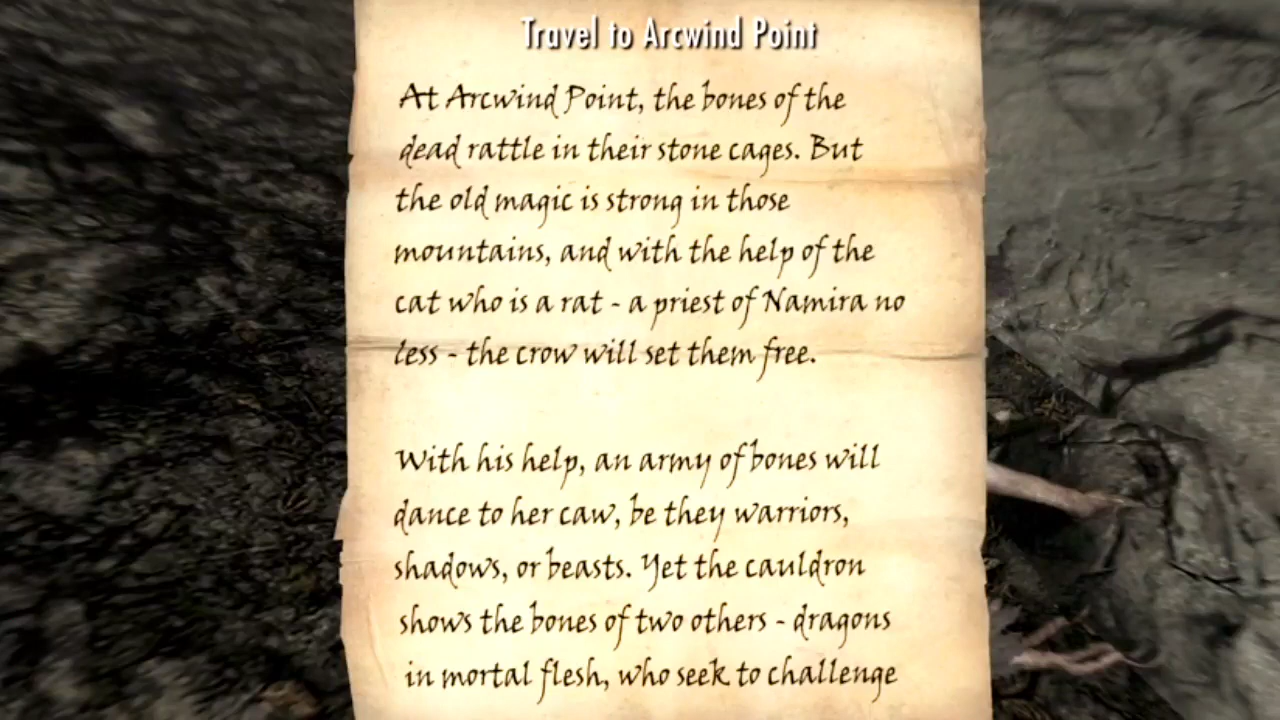 Travel to Arcwind Point
At Arcwind Point, the bones of the
dead rattle in their stone cages. But
the old magic is strong in those
mountains, and with the help of the
cat who is a rat - a priest of Namira no
less - the crow will set them free.
With his help, an army of bones will
dance to her caw, be they warriors,
shadows, or beasts. Yet the cauldron
shows the bones of two others - dragons
in mortal flesh, who seek to challenge